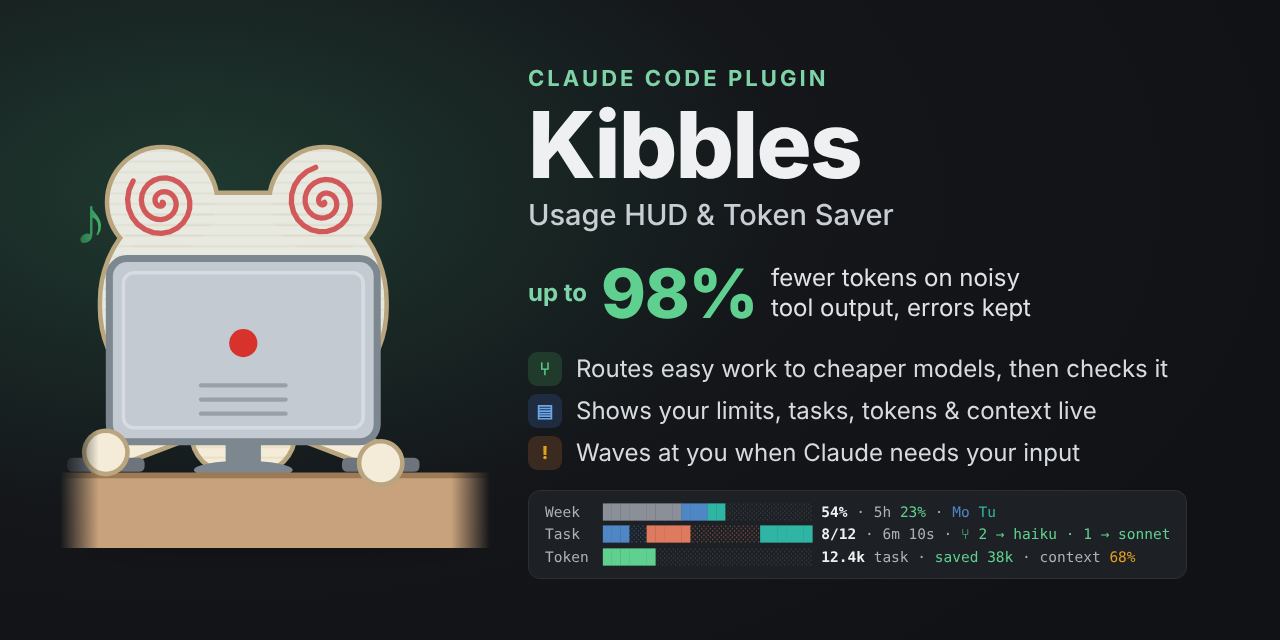 CLAUDE CODE PLUGIN
Kibbles
Usage HUD & Token Saver
up to 98% fewer tokens on noisy
tool output, errors kept
Routes easy work to cheaper models, then checks it
Shows your limits, tasks, tokens & context live
! Waves at you when Claude needs your input
Week 54% · 5h 23% · Mo Tu
Task 8/12 · 6m 10s · ⑂ 2 → haiku · 1 → sonnet
Token 12.4k task · saved 38k · context 68%